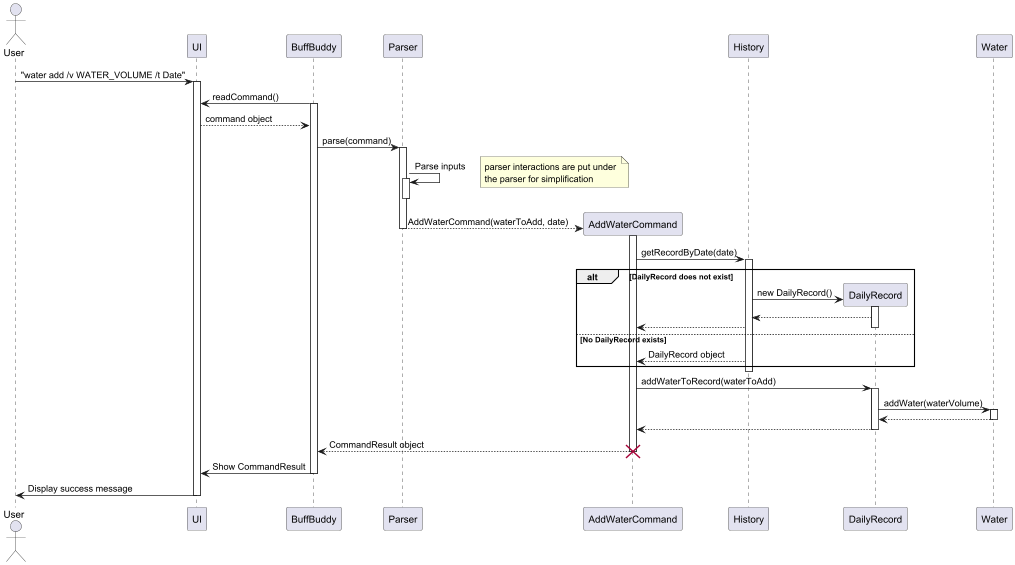 User
UI
BuffBuddy
Parser
History
Water
"water add /v WATER_VOLUME /t Date"
readCommand()
command object
parse(command)
Parse inputs
parser interactions are put under
the parser for simplification
AddWaterCommand(waterToAdd, date)
AddWaterCommand
getRecordByDate(date)
alt
[DailyRecord does not exist]
new DailyRecord()
DailyRecord
[No DailyRecord exists]
DailyRecord object
addWaterToRecord(waterToAdd)
addWater(waterVolume)
CommandResult object
Show CommandResult
Display success message
User
UI
BuffBuddy
Parser
AddWaterCommand
History
DailyRecord
Water